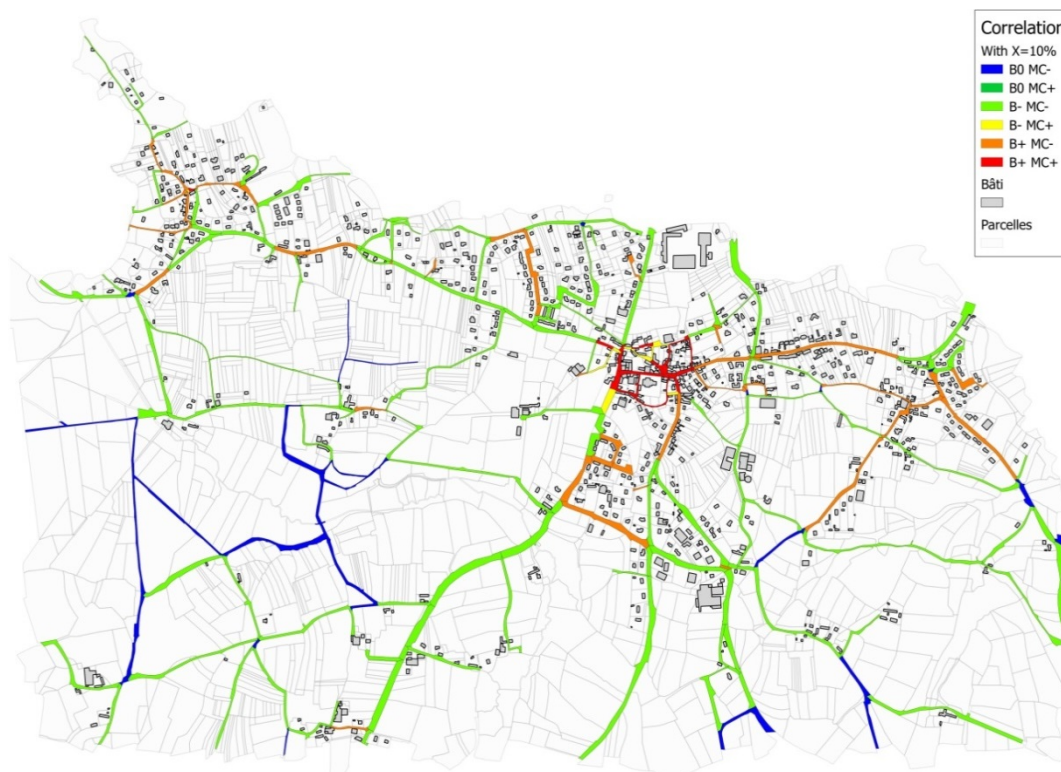 Correlation
With X=10%
B0 MC-
B0 MC+
B- MC-
B- MC+
B+ MC-
B+ MC+
Bâti
Parcelles